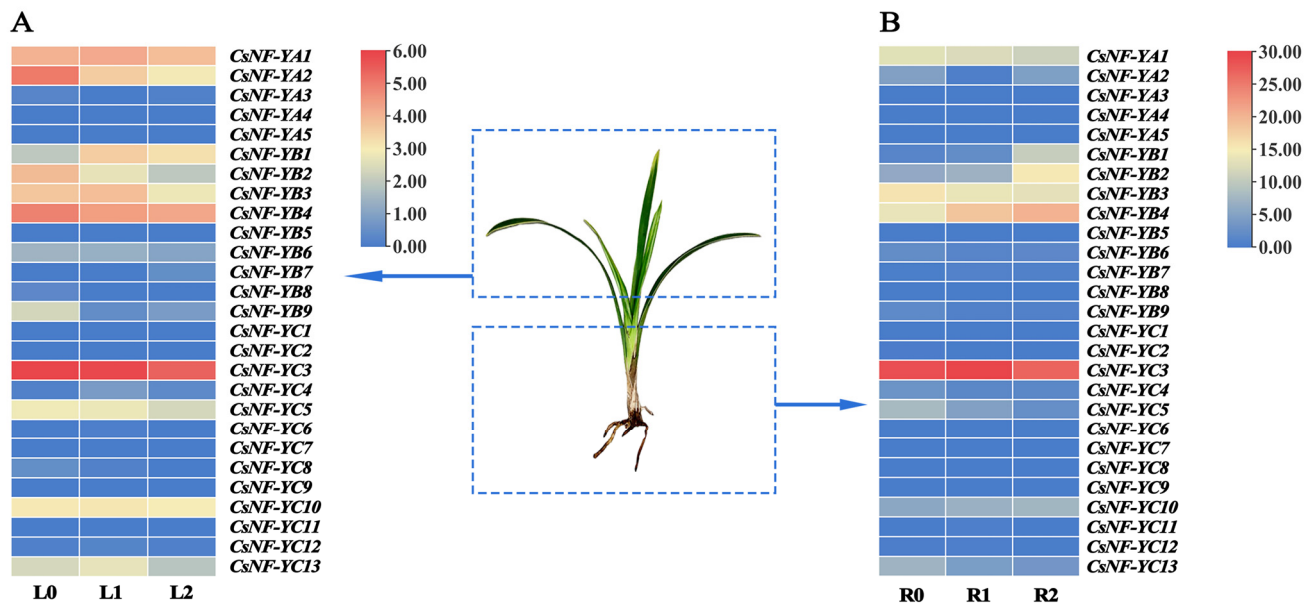 A
CsNF-YA1
CsNF-YA2
CsNF-YA3
CsNF-YA4
CsNF-YA5
CsNF-YB1
CsNF-YB2
CsNF-YB3
CsNF-YB4
CsNF-YB5
CsNF-YB6
CsNF-YB7
CsNF-YB8
CsNF-YB9
CsNF-YC1
CsNF-YC2
CsNF-YC3
CsNF-YC4
CsNF-YC5
CsNF-YC6
CsNF-YC7
CsNF-YC8
CsNF-YC9
CsNF-YC10
CsNF-YC11
CsNF-YC12
CsNF-YC13
L0 L1 L2
6.00
5.00
4.00
3.00
2.00
1.00
0.00
B
CsNF-YA1
CsNF-YA2
CsNF-YA3
CsNF-YA4
CsNF-YA5
CsNF-YB1
CsNF-YB2
CsNF-YB3
CsNF-YB4
CsNF-YB5
CsNF-YB6
CsNF-YB7
CsNF-YB8
CsNF-YB9
CsNF-YC1
CsNF-YC2
CsNF-YC3
CsNF-YC4
CsNF-YC5
CsNF-YC6
CsNF-YC7
CsNF-YC8
CsNF-YC9
CsNF-YC10
CsNF-YC11
CsNF-YC12
CsNF-YC13
R0 R1 R2
30.00
25.00
20.00
15.00
10.00
5.00
0.00